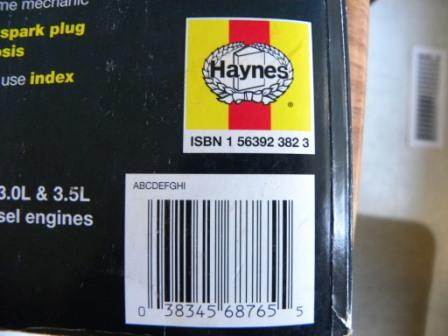 me mechanic
spark plug
osis
use index
Haynes
®
ISBN 1 56392 382 3
3.0L & 3.5L
sel engines
ABCDEFGHI
0 38345 68765 5